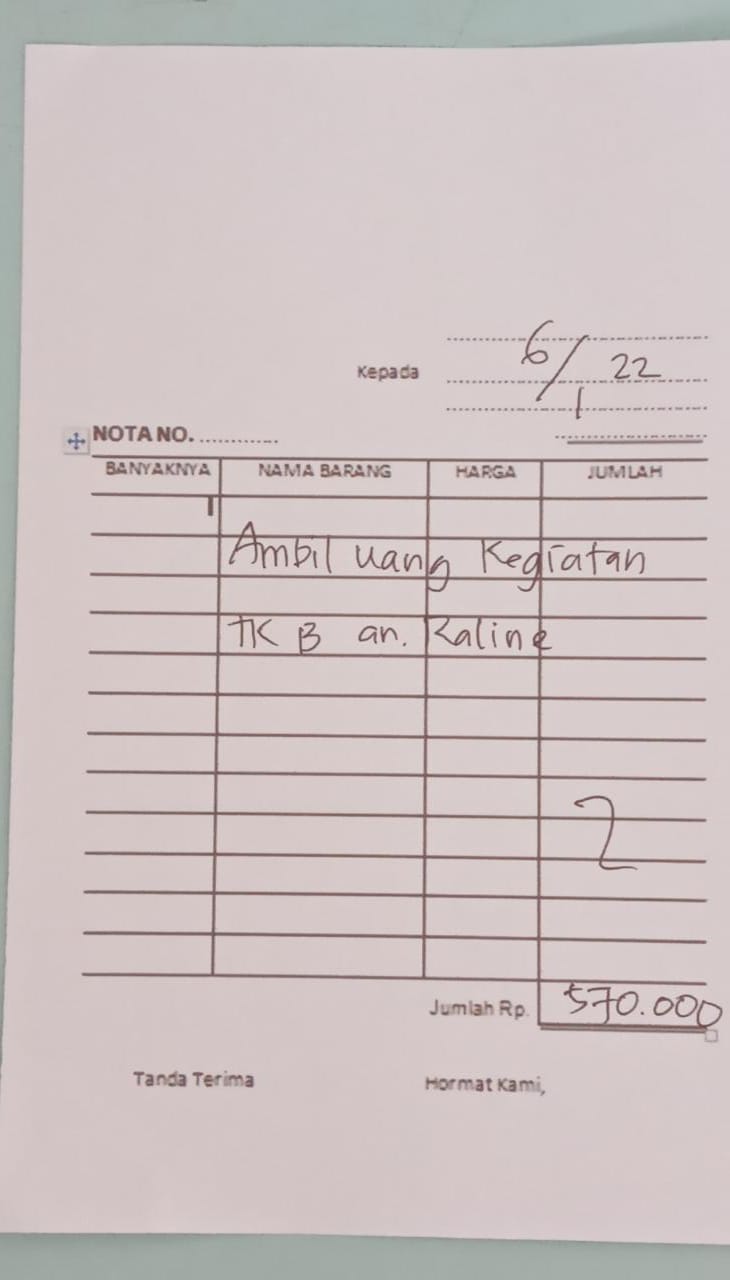 6/1 22
Kepada
NOTA NO. ............
BANYAKNYA NAMA BARANG HARGA JUMLAH
Ambil uang Kegiatan
TK B an. Kaline
2
Jumlah Rp. 570.000
Tanda Terima Hormat Kami,